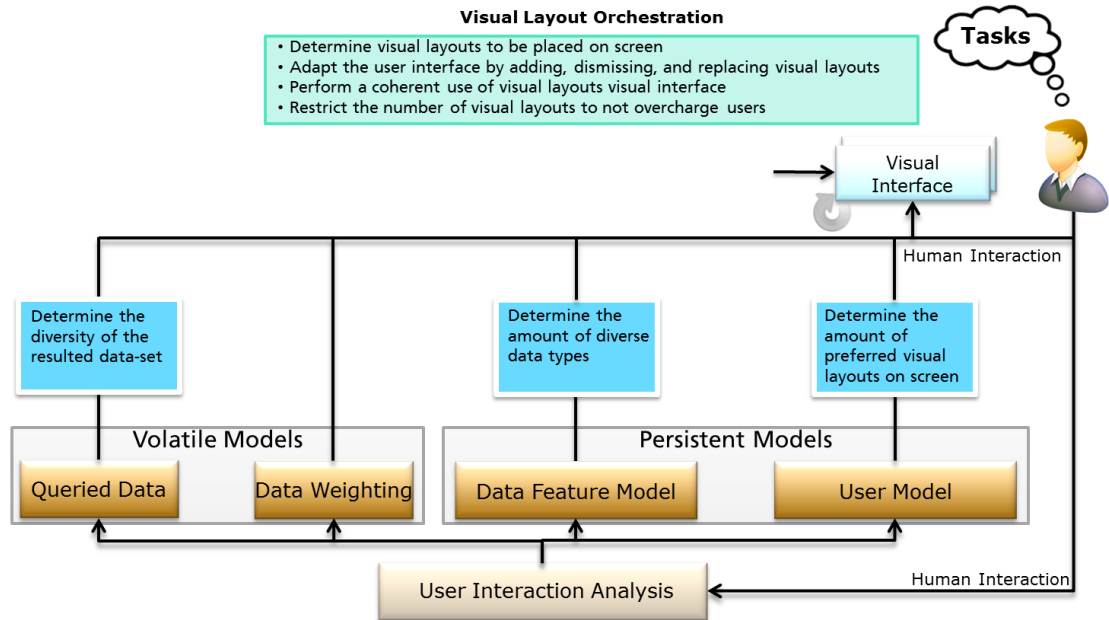 Visual Layout Orchestration
• Determine visual layouts to be placed on screen
• Adapt the user interface by adding, dismissing, and replacing visual layouts
• Perform a coherent use of visual layouts visual interface
• Restrict the number of visual layouts to not overcharge users
Tasks
Visual
Interface
Human Interaction
Determine the
diversity of the
resulted data-set
Determine the
amount of diverse
data types
Determine the
amount of
preferred visual
layouts on screen
Volatile Models
Persistent Models
Queried Data
Data Weighting
Data Feature Model
User Model
User Interaction Analysis
Human Interaction